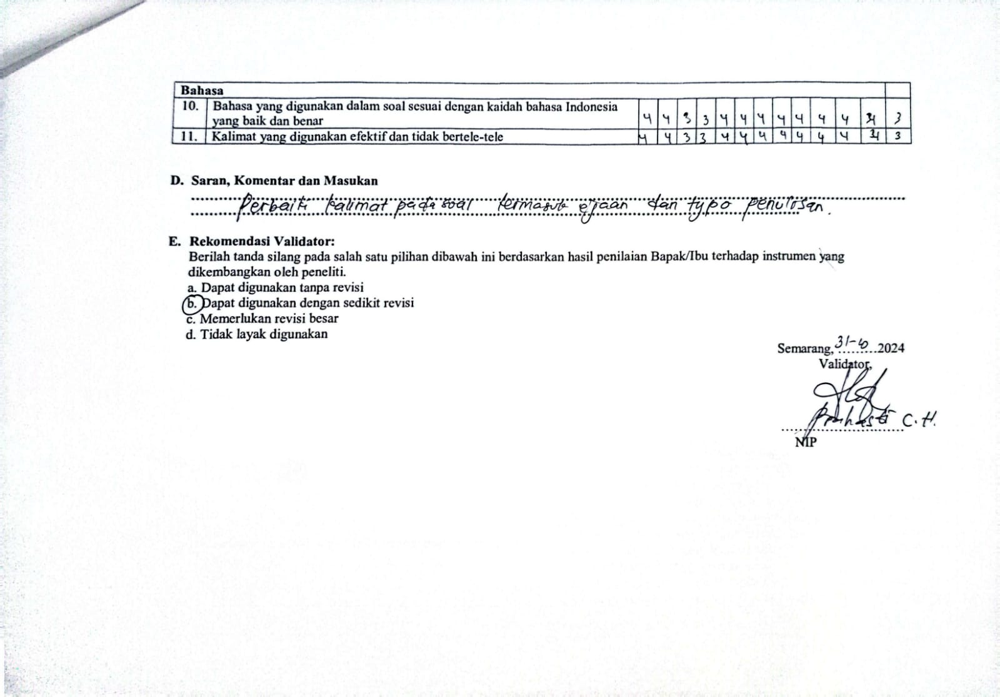 Bahasa
10. Bahasa yang digunakan dalam soal sesuai dengan kaidah bahasa Indonesia
yang baik dan benar 4 4 3 3 4 4 4 4 4 4 4 3
11. Kalimat yang digunakan efektif dan tidak bertele-tele 4 4 3 3 4 4 4 4 4 4 4 3
D. Saran, Komentar dan Masukan
Perbaiki kalimat pada soal termasuk ejaan dan typo penulisan.
E. Rekomendasi Validator:
Berilah tanda silang pada salah satu pilihan dibawah ini berdasarkan hasil penilaian Bapak/Ibu terhadap instrumen yang
dikembangkan oleh peneliti.
a. Dapat digunakan tanpa revisi
b. Dapat digunakan dengan sedikit revisi
c. Memerlukan revisi besar
d. Tidak layak digunakan
Semarang, 31-10 2024
Validator,
C.H.
NIP